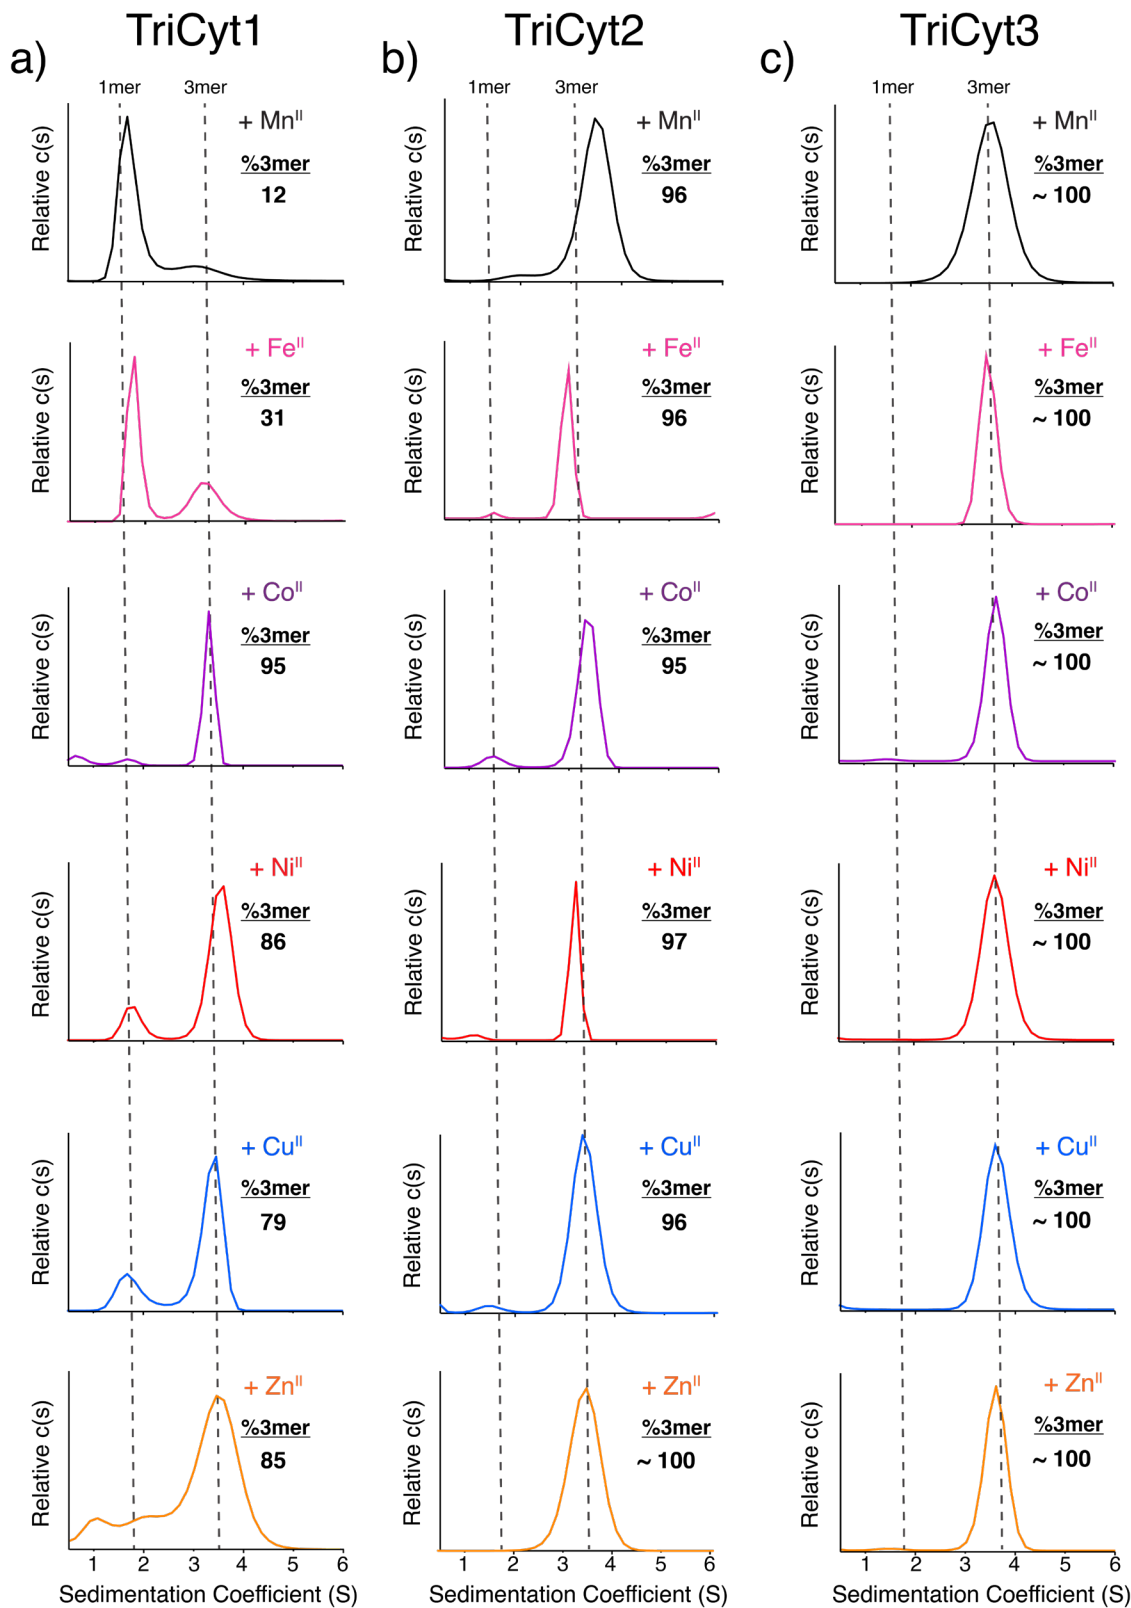 TriCyt1 TriCyt2 TriCyt3
a) b) c)
1mer 3mer 1mer 3mer 1mer 3mer
Relative c(s) + Mn^II Relative c(s) + Mn^II Relative c(s) + Mn^II
%3mer %3mer %3mer
12 96 ~ 100
Relative c(s) + Fe^II Relative c(s) + Fe^II Relative c(s) + Fe^II
%3mer %3mer %3mer
31 96 ~ 100
Relative c(s) + Co^II Relative c(s) + Co^II Relative c(s) + Co^II
%3mer %3mer %3mer
95 95 ~ 100
Relative c(s) + Ni^II Relative c(s) + Ni^II Relative c(s) + Ni^II
%3mer %3mer %3mer
86 97 ~ 100
Relative c(s) + Cu^II Relative c(s) + Cu^II Relative c(s) + Cu^II
%3mer %3mer %3mer
79 96 ~ 100
Relative c(s) + Zn^II Relative c(s) + Zn^II Relative c(s) + Zn^II
%3mer %3mer %3mer
85 ~ 100 ~ 100
1 2 3 4 5 6 1 2 3 4 5 6 1 2 3 4 5 6
Sedimentation Coefficient (S) Sedimentation Coefficient (S) Sedimentation Coefficient (S)